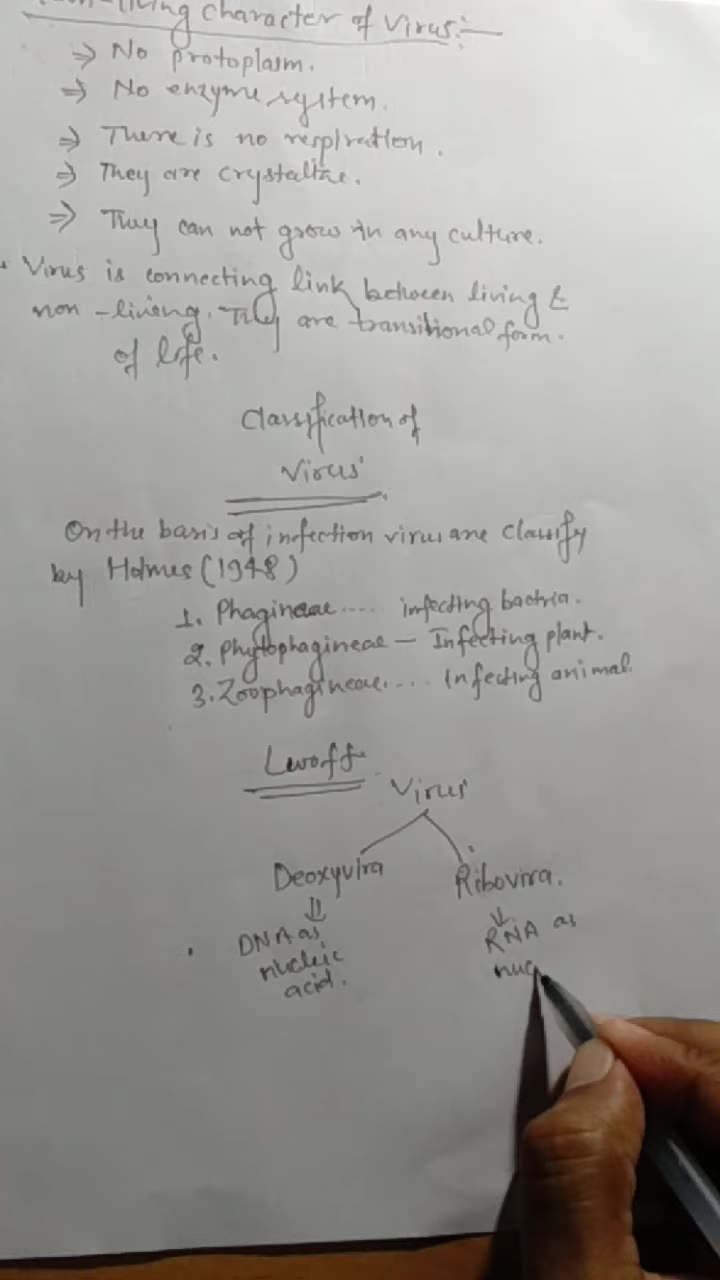 Non-living character of Virus:-
⇒ No protoplasm.
⇒ No enzyme system.
⇒ There is no respiration.
⇒ They are crystaline.
⇒ They can not grow in any culture.
• Virus is connecting link between living &
non-living. They are transitional form.
of life.
Classification of
Virus
On the basis of infection virus are classify
by Holmes (1948)
1. Phagineae .... infecting bactria.
2. Phytophagineae – Infecting plant.
3. Zoophagineae.... Infecting animal.
Lwoff
Virus
Deoxyvira Ribovira.
⇓ ↓
DNA as RNA as
nucleic nuc
acid.